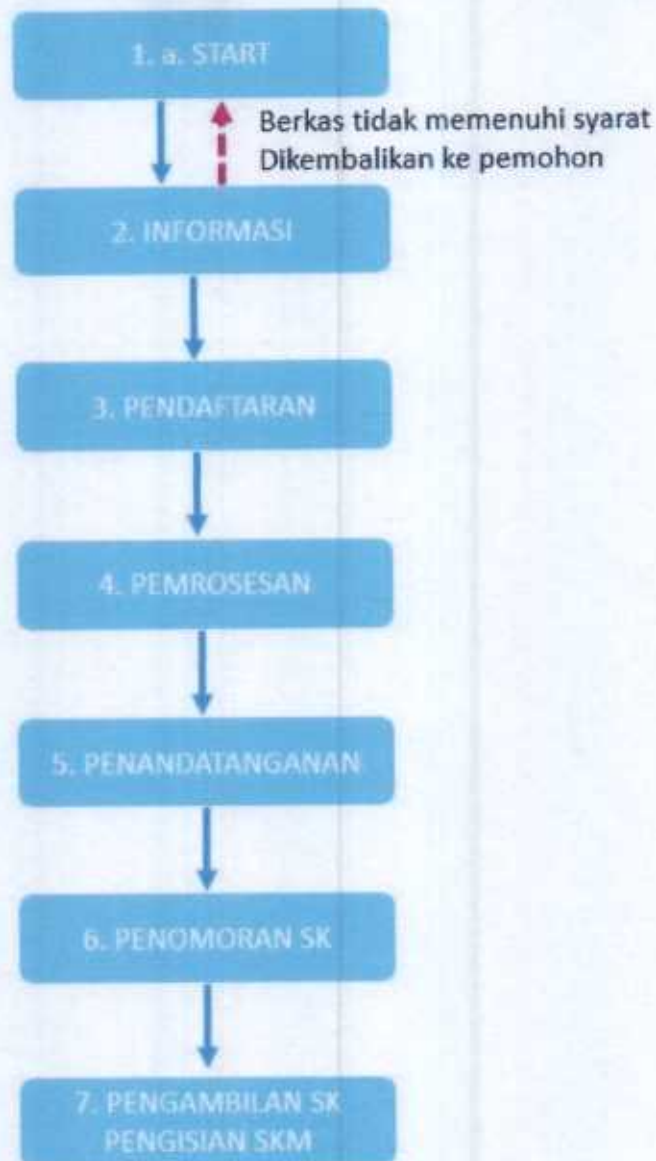 1. a. START
Berkas tidak memenuhi syarat
Dikembalikan ke pemohon
2. INFORMASI
3. PENDAFTARAN
4. PEMROSESAN
5. PENANDATANGANAN
6. PENOMORAN SK
7. PENGAMBILAN SK
PENGISIAN SKM